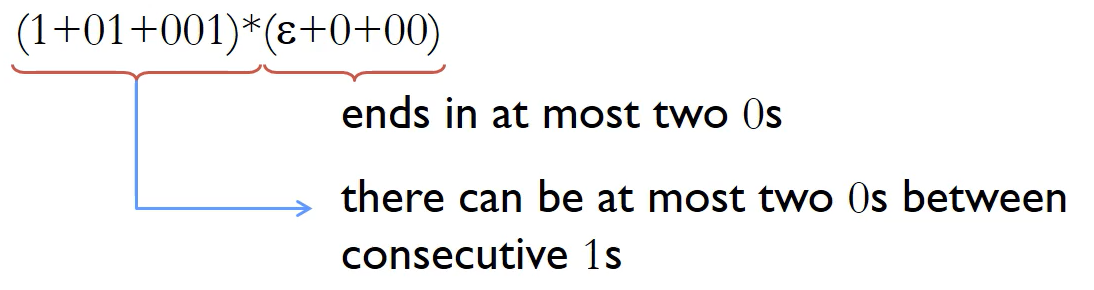 (1+01+001)*(ε+0+00)
ends in at most two 0s
there can be at most two 0s between
consecutive 1s